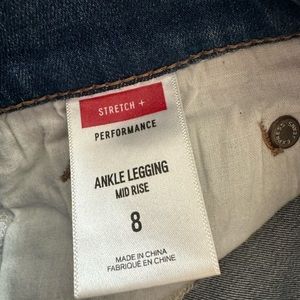 STRETCH +
PERFORMANCE
ANKLE LEGGING
MID RISE
8
MADE IN CHINA
FABRIQUÉ EN CHINE